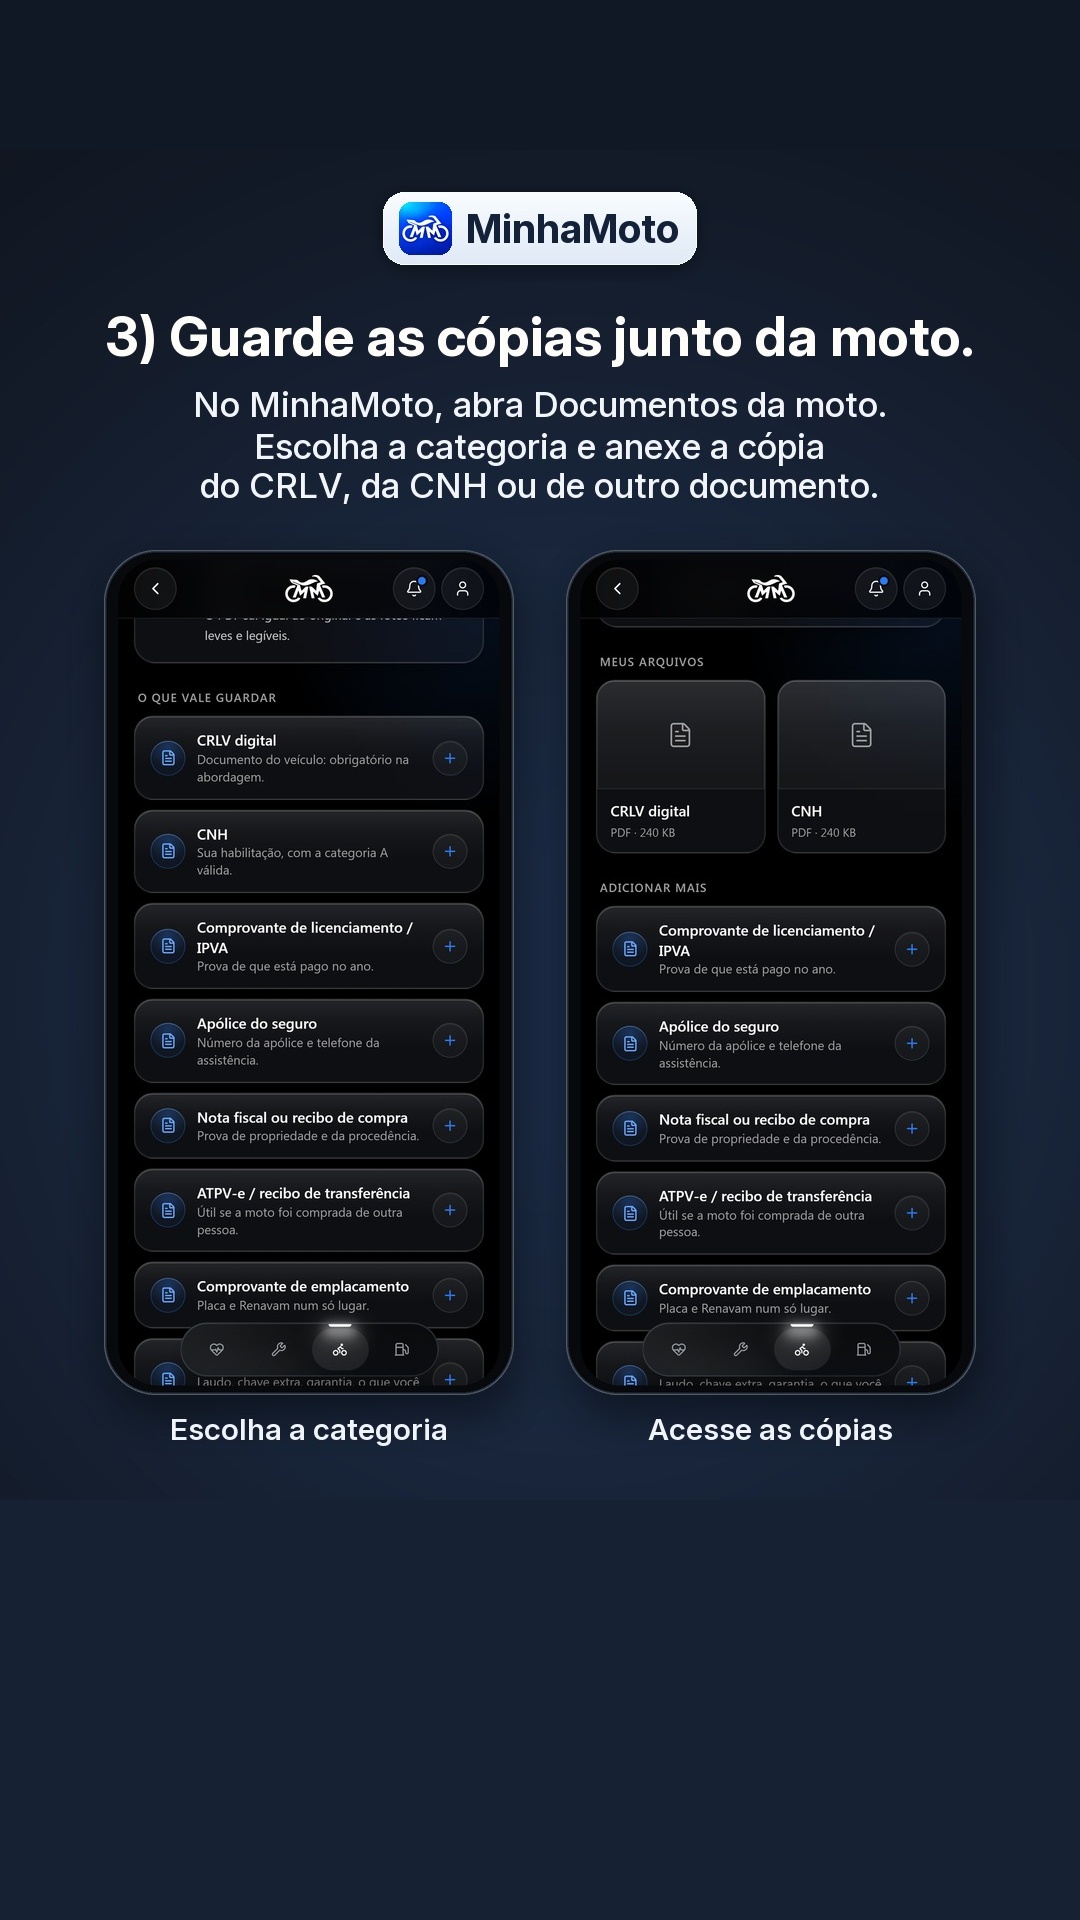 MinhaMoto
3) Guarde as cópias junto da moto.
No MinhaMoto, abra Documentos da moto.
Escolha a categoria e anexe a cópia
do CRLV, da CNH ou de outro documento.
leves e legíveis.
O QUE VALE GUARDAR
CRLV digital
Documento do veículo: obrigatório na
abordagem.
CNH
Sua habilitação, com a categoria A
válida.
Comprovante de licenciamento /
IPVA
Prova de que está pago no ano.
Apólice do seguro
Número da apólice e telefone da
assistência.
Nota fiscal ou recibo de compra
Prova de propriedade e da procedência.
ATPV-e / recibo de transferência
Útil se a moto foi comprada de outra
pessoa.
Comprovante de emplacamento
Placa e Renavam num só lugar.
Laudo, chave extra, garantia, o que você
Escolha a categoria
MEUS ARQUIVOS
CRLV digital
PDF · 240 KB
CNH
PDF · 240 KB
ADICIONAR MAIS
Comprovante de licenciamento /
IPVA
Prova de que está pago no ano.
Apólice do seguro
Número da apólice e telefone da
assistência.
Nota fiscal ou recibo de compra
Prova de propriedade e da procedência.
ATPV-e / recibo de transferência
Útil se a moto foi comprada de outra
pessoa.
Comprovante de emplacamento
Placa e Renavam num só lugar.
Laudo, chave extra, garantia, o que você
Acesse as cópias